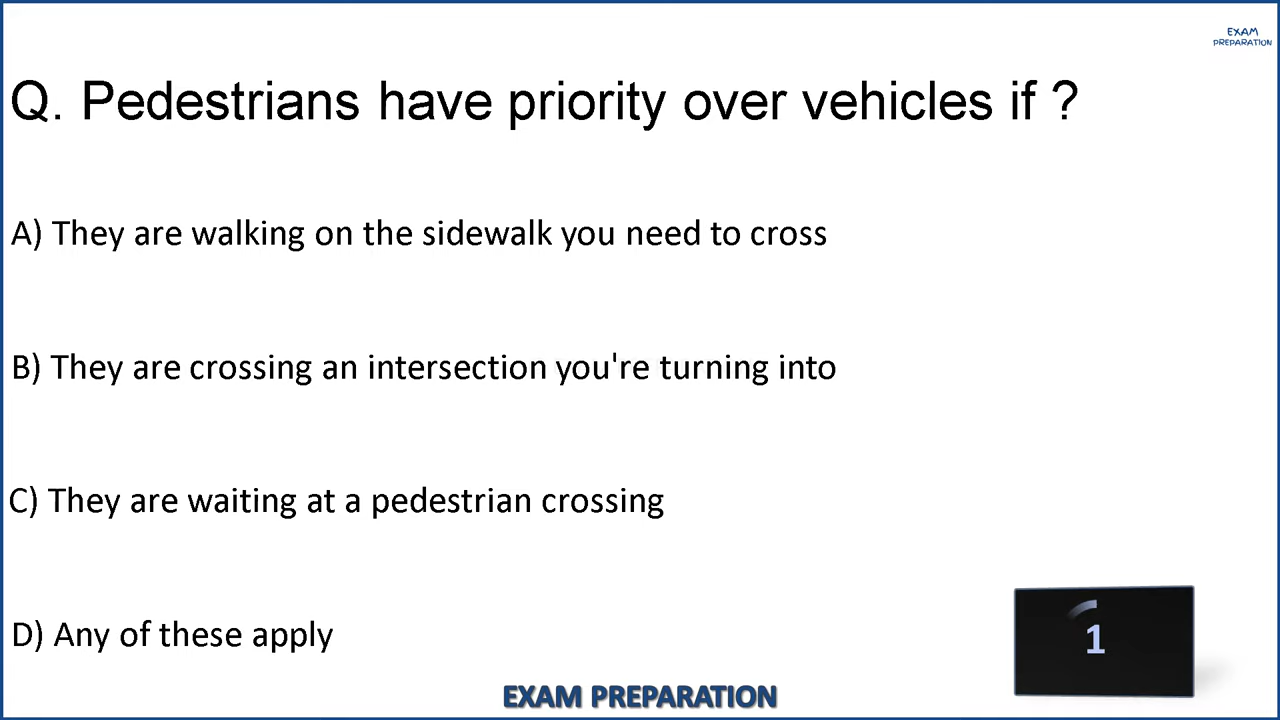 EXAM
PREPARATION
Q. Pedestrians have priority over vehicles if ?
A) They are walking on the sidewalk you need to cross
B) They are crossing an intersection you're turning into
C) They are waiting at a pedestrian crossing
D) Any of these apply
1
EXAM PREPARATION